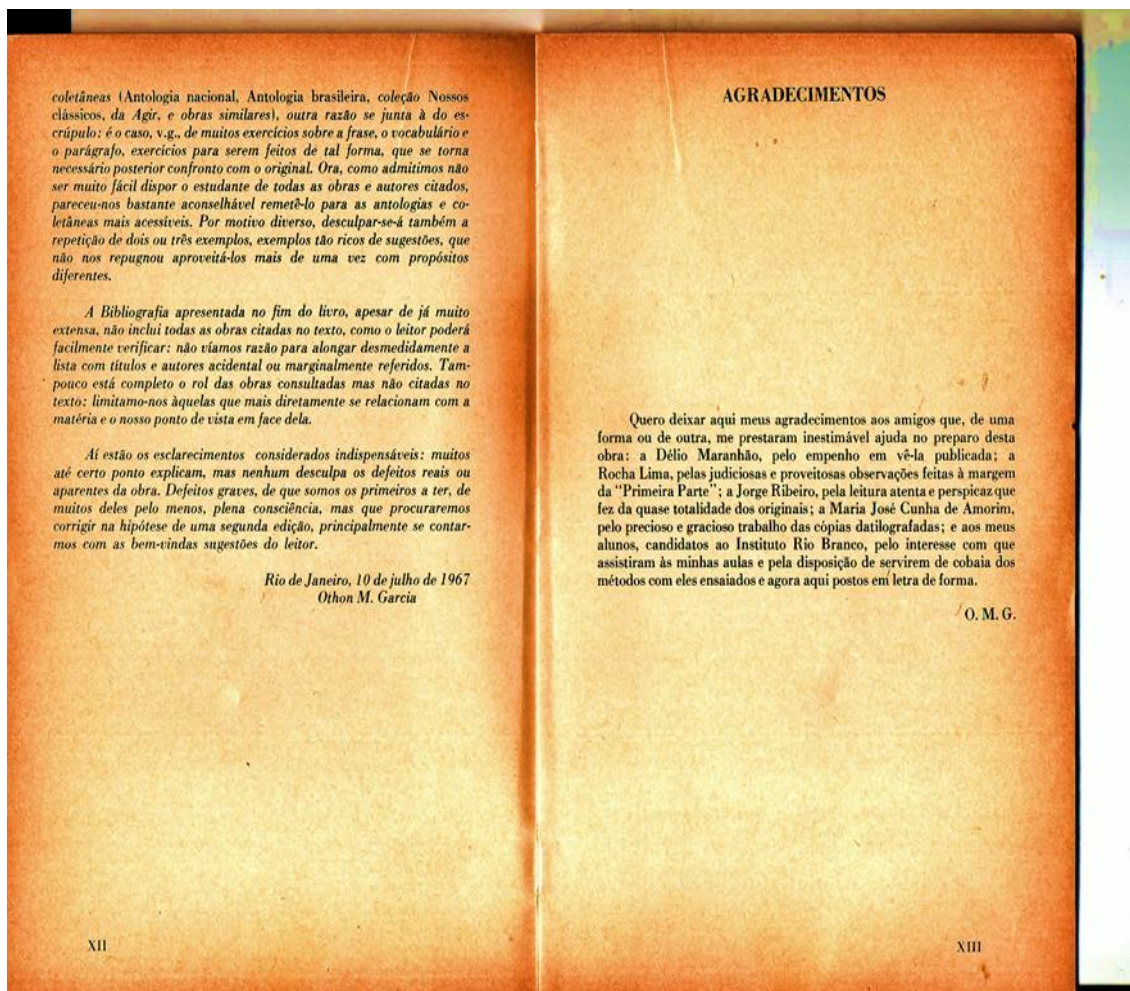 coletâneas (Antologia nacional, Antologia brasileira, coleção Nossos
clássicos, da Agir, e obras similares), outra razão se junta à do es-
crúpulo: é o caso, v.g., de muitos exercícios sobre a frase, o vocabulário e
o parágrafo, exercícios para serem feitos de tal forma, que se torna
necessário posterior confronto com o original. Ora, como admitimos não
ser muito fácil dispor o estudante de todas as obras e autores citados,
pareceu-nos bastante aconselhável remetê-lo para as antologias e co-
letâneas mais acessíveis. Por motivo diverso, desculpar-se-á também a
repetição de dois ou três exemplos, exemplos tão ricos de sugestões, que
não nos repugnou aproveitá-los mais de uma vez com propósitos
diferentes.
A Bibliografia apresentada no fim do livro, apesar de já muito
extensa, não inclui todas as obras citadas no texto, como o leitor poderá
facilmente verificar: não víamos razão para alongar desmedidamente a
lista com títulos e autores acidental ou marginalmente referidos. Tam-
pouco está completo o rol das obras consultadas mas não citadas no
texto: limitamo-nos àquelas que mais diretamente se relacionam com a
matéria e o nosso ponto de vista em face dela.
Aí estão os esclarecimentos considerados indispensáveis: muitos
até certo ponto explicam, mas nenhum desculpa os defeitos reais ou
aparentes da obra. Defeitos graves, de que somos os primeiros a ter, de
muitos deles pelo menos, plena consciência, mas que procuraremos
corrigir na hipótese de uma segunda edição, principalmente se contar-
mos com as bem-vindas sugestões do leitor.
Rio de Janeiro, 10 de julho de 1967
Othon M. Garcia
XII
AGRADECIMENTOS
Quero deixar aqui meus agradecimentos aos amigos que, de uma
forma ou de outra, me prestaram inestimável ajuda no preparo desta
obra: a Délio Maranhão, pelo empenho em vê-la publicada; a
Rocha Lima, pelas judiciosas e proveitosas observações feitas à margem
da "Primeira Parte"; a Jorge Ribeiro, pela leitura atenta e perspicaz que
fez da quase totalidade dos originais; a Maria José Cunha de Amorim,
pelo precioso e gracioso trabalho das cópias datilografadas; e aos meus
alunos, candidatos ao Instituto Rio Branco, pelo interesse com que
assistiram às minhas aulas e pela disposição de servirem de cobaia dos
métodos com eles ensaiados e agora aqui postos em letra de forma.
O. M. G.
XIII